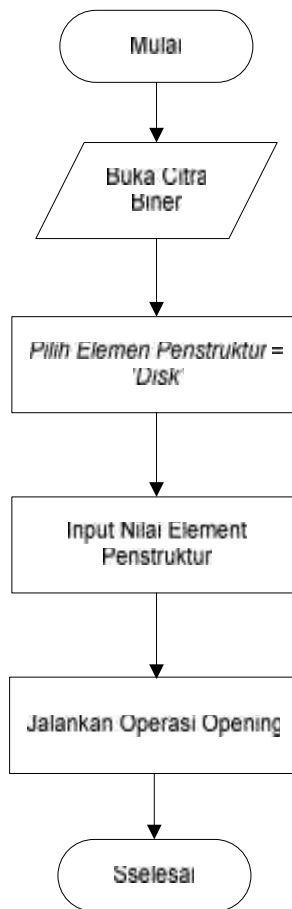 Mulai
Buka Citra
Biner
Pilih Elemen Penstruktur =
'Disk'
Input Nilai Element
Penstruktur
Jalankan Operasi Opening
Sselesai